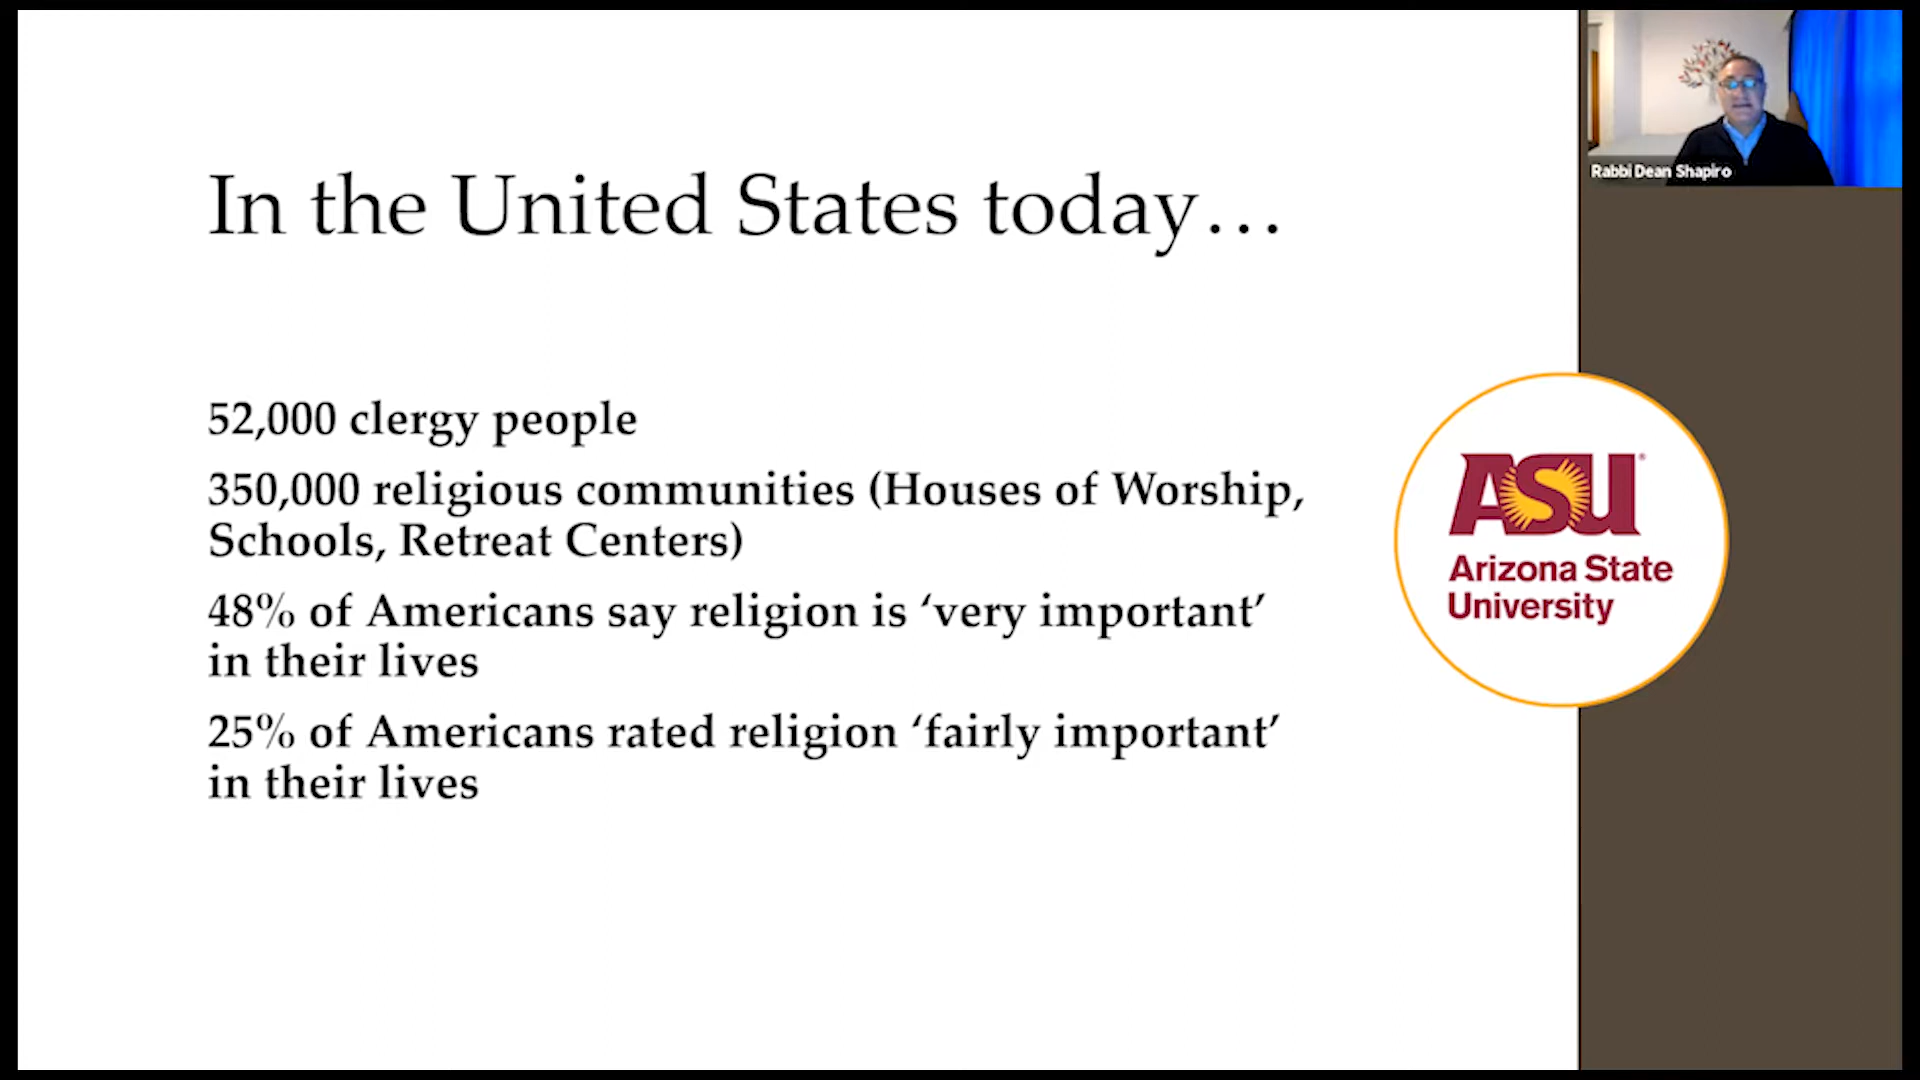 In the United States today…
52,000 clergy people
350,000 religious communities (Houses of Worship,
Schools, Retreat Centers)
48% of Americans say religion is ‘very important’
in their lives
25% of Americans rated religion ‘fairly important’
in their lives
ASU®
Arizona State
University
Rabbi Dean Shapiro